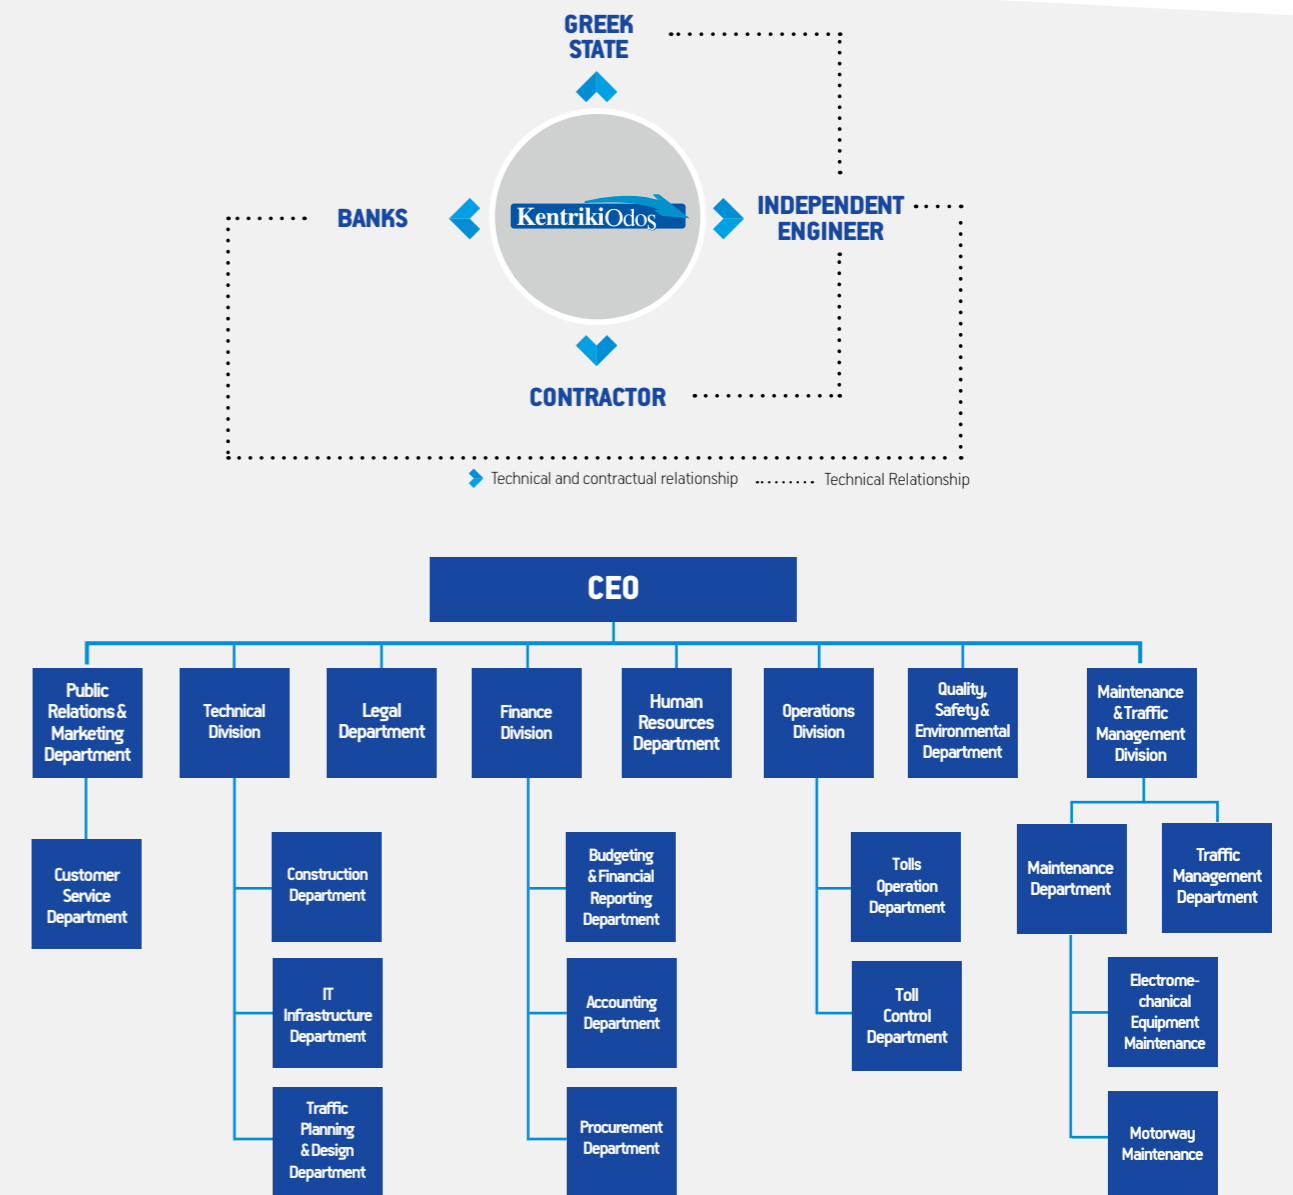 GREEK
STATE
BANKS
KentrikiOdos
INDEPENDENT
ENGINEER
CONTRACTOR
Technical and contractual relationship
Technical Relationship
CEO
Public
Relations &
Marketing
Department
Technical
Division
Legal
Department
Finance
Division
Human
Resources
Department
Operations
Division
Quality,
Safety &
Environmental
Department
Maintenance
& Traffic
Management
Division
Customer
Service
Department
Construction
Department
IT
Infrastructure
Department
Traffic
Planning
& Design
Department
Budgeting
& Financial
Reporting
Department
Accounting
Department
Procurement
Department
Tolls
Operation
Department
Toll
Control
Department
Maintenance
Department
Traffic
Management
Department
Electrome-
chanical
Equipment
Maintenance
Motorway
Maintenance